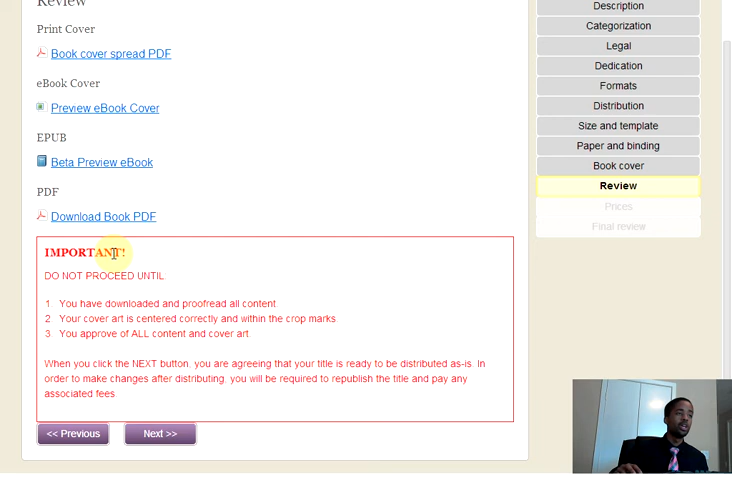 Review
Print Cover
Book cover spread PDF
eBook Cover
Preview eBook Cover
EPUB
Beta Preview eBook
PDF
Download Book PDF
IMPORTANT!
DO NOT PROCEED UNTIL
1. You have downloaded and proofread all content.
2. Your cover art is centered correctly and within the crop marks.
3. You approve of ALL content and cover art.
When you click the NEXT button, you are agreeing that your title is ready to be distributed as-is. In
order to make changes after distributing, you will be required to republish the title and pay any
associated fees
<< Previous
Next >>
Description
Categorization
Legal
Dedication
Formats
Distribution
Size and template
Paper and binding
Book cover
Review
Prices
Final review